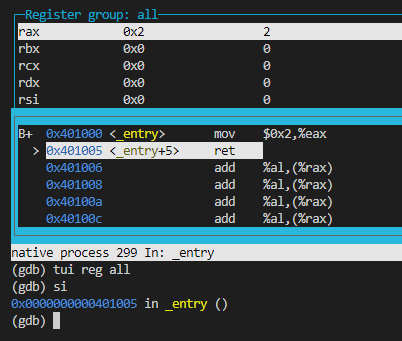 Register group: all
rax 0x2 2
rbx 0x0 0
rcx 0x0 0
rdx 0x0 0
rsi 0x0 0
B+ 0x401000 <_entry> mov $0x2,%eax
> 0x401005 <_entry+5> ret
0x401006 add %al,(%rax)
0x401008 add %al,(%rax)
0x40100a add %al,(%rax)
0x40100c add %al,(%rax)
native process 299 In: _entry
(gdb) tui reg all
(gdb) si
0x0000000000401005 in _entry ()
(gdb)